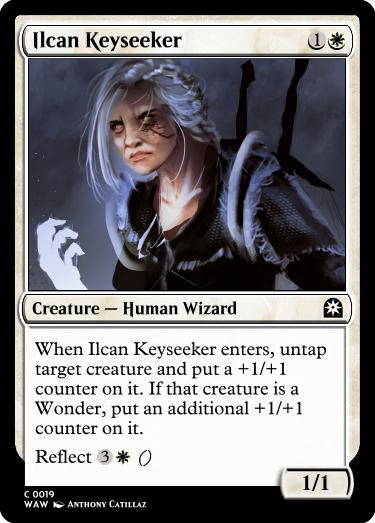 Ilcan Keyseeker 1
Creature — Human Wizard
When Ilcan Keyseeker enters, untap
target creature and put a +1/+1
counter on it. If that creature is a
Wonder, put an additional +1/+1
counter on it.
Reflect 3 ()
1/1
C 0019
WAW Anthony Catillaz